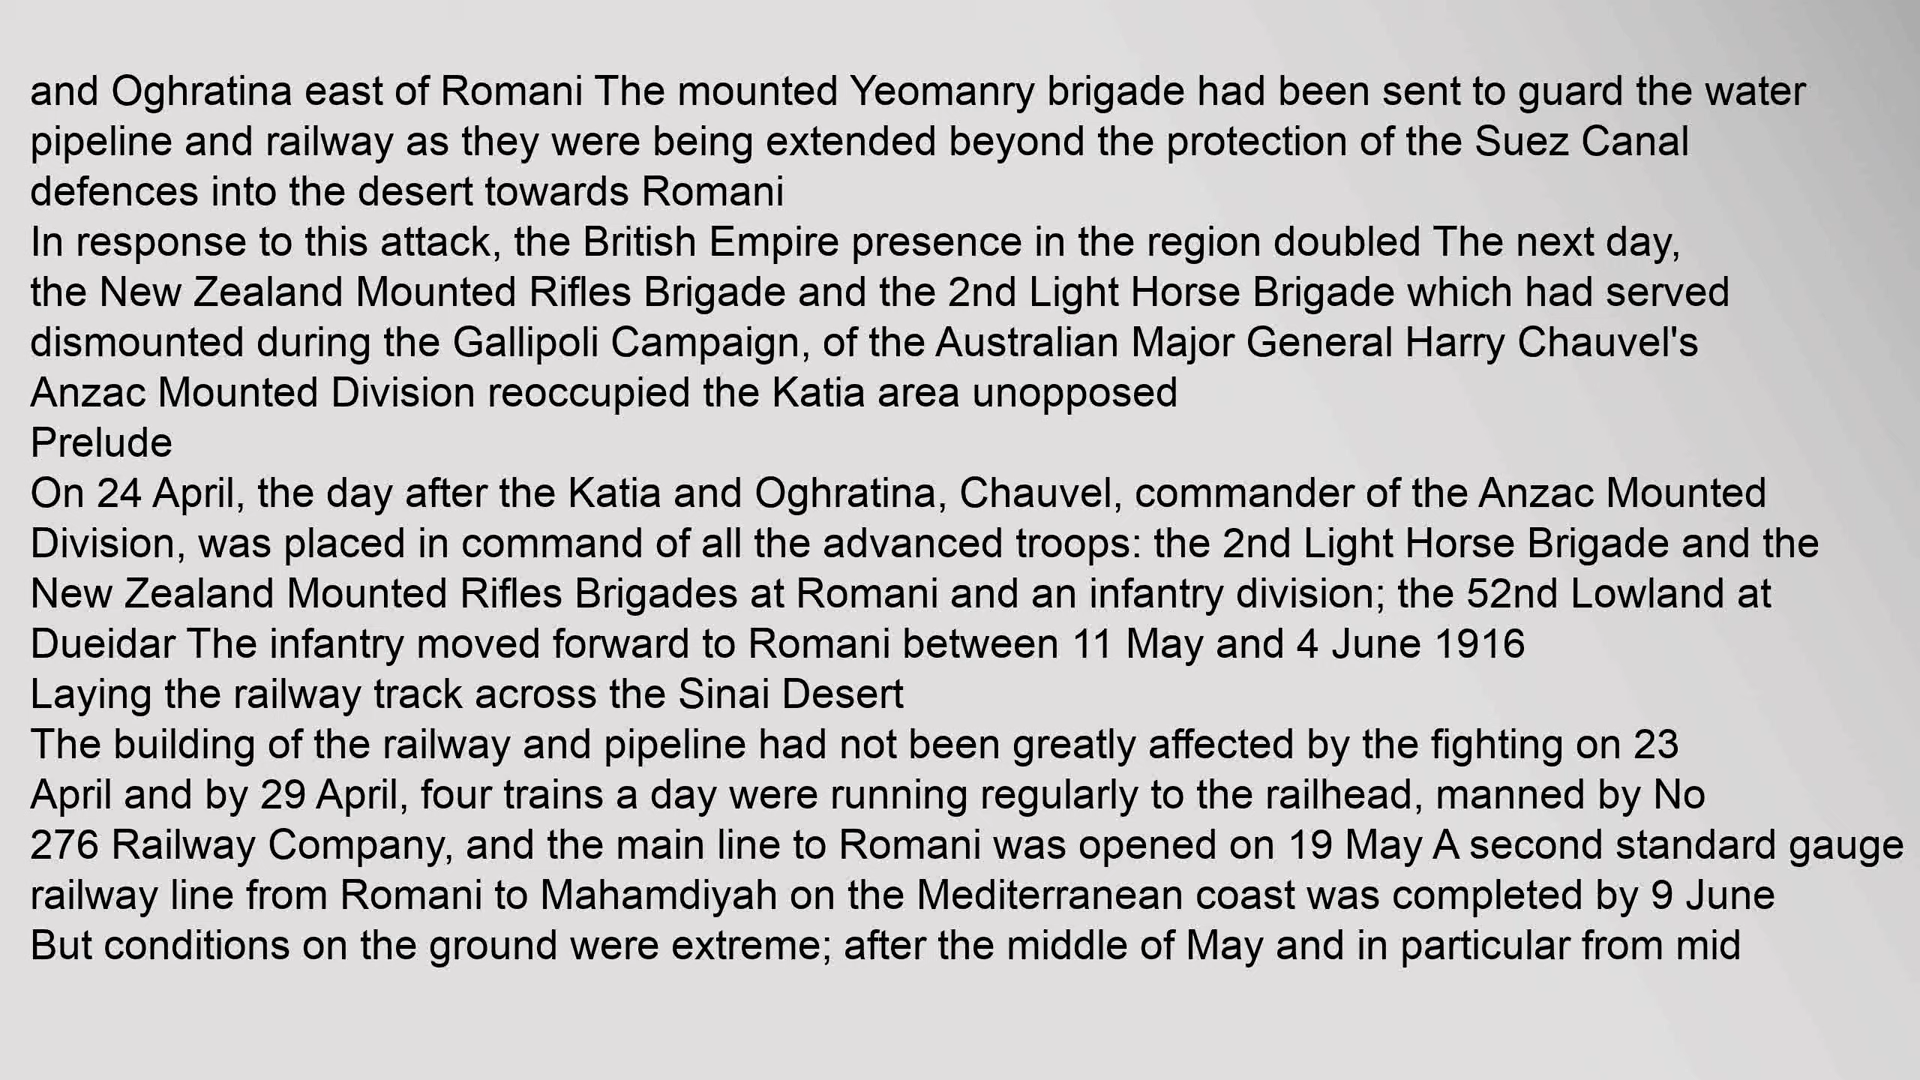 and Oghratina east of Romani The mounted Yeomanry brigade had been sent to guard the water
pipeline and railway as they were being extended beyond the protection of the Suez Canal
defences into the desert towards Romani
In response to this attack, the British Empire presence in the region doubled The next day,
the New Zealand Mounted Rifles Brigade and the 2nd Light Horse Brigade which had served
dismounted during the Gallipoli Campaign, of the Australian Major General Harry Chauvel's
Anzac Mounted Division reoccupied the Katia area unopposed
Prelude
On 24 April, the day after the Katia and Oghratina, Chauvel, commander of the Anzac Mounted
Division, was placed in command of all the advanced troops: the 2nd Light Horse Brigade and the
New Zealand Mounted Rifles Brigades at Romani and an infantry division; the 52nd Lowland at
Dueidar The infantry moved forward to Romani between 11 May and 4 June 1916
Laying the railway track across the Sinai Desert
The building of the railway and pipeline had not been greatly affected by the fighting on 23
April and by 29 April, four trains a day were running regularly to the railhead, manned by No
276 Railway Company, and the main line to Romani was opened on 19 May A second standard gauge
railway line from Romani to Mahamdiyah on the Mediterranean coast was completed by 9 June
But conditions on the ground were extreme; after the middle of May and in particular from mid